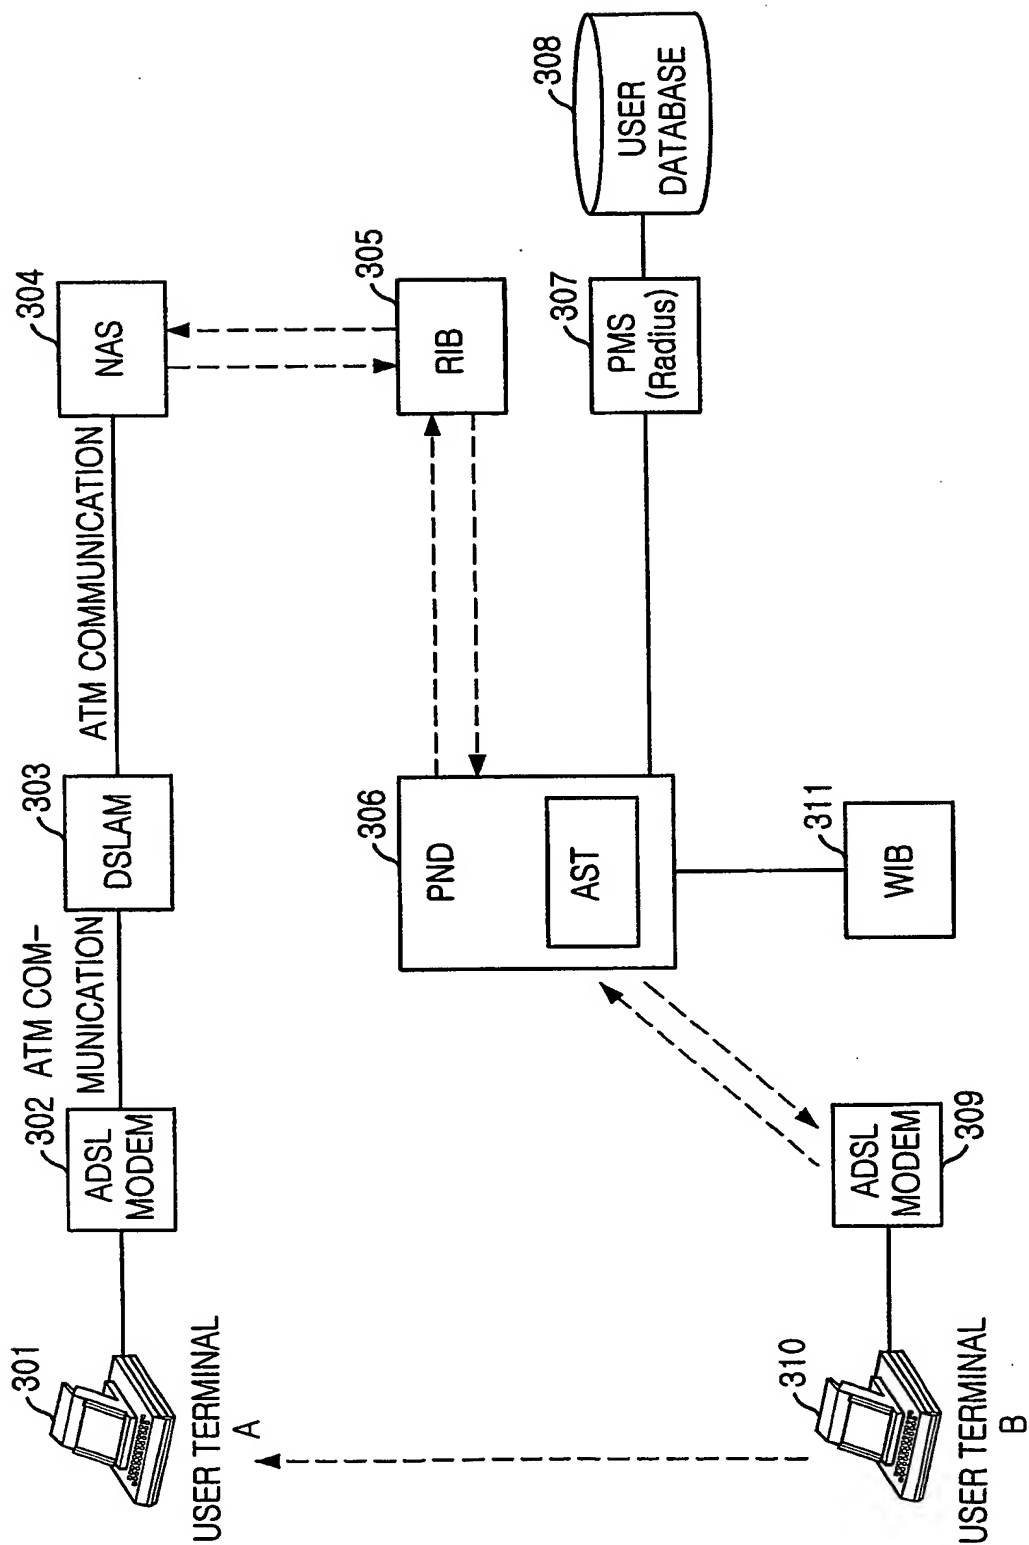 301
USER TERMINAL
A
302
ADSL
MODEM
ATM COM-
MUNICATION
303
DSLAM
ATM COMMUNICATION
304
NAS
305
RIB
306
PND
AST
307
PMS
(Radius)
308
USER
DATABASE
310
USER TERMINAL
B
ADSL
MODEM
309
311
WIB